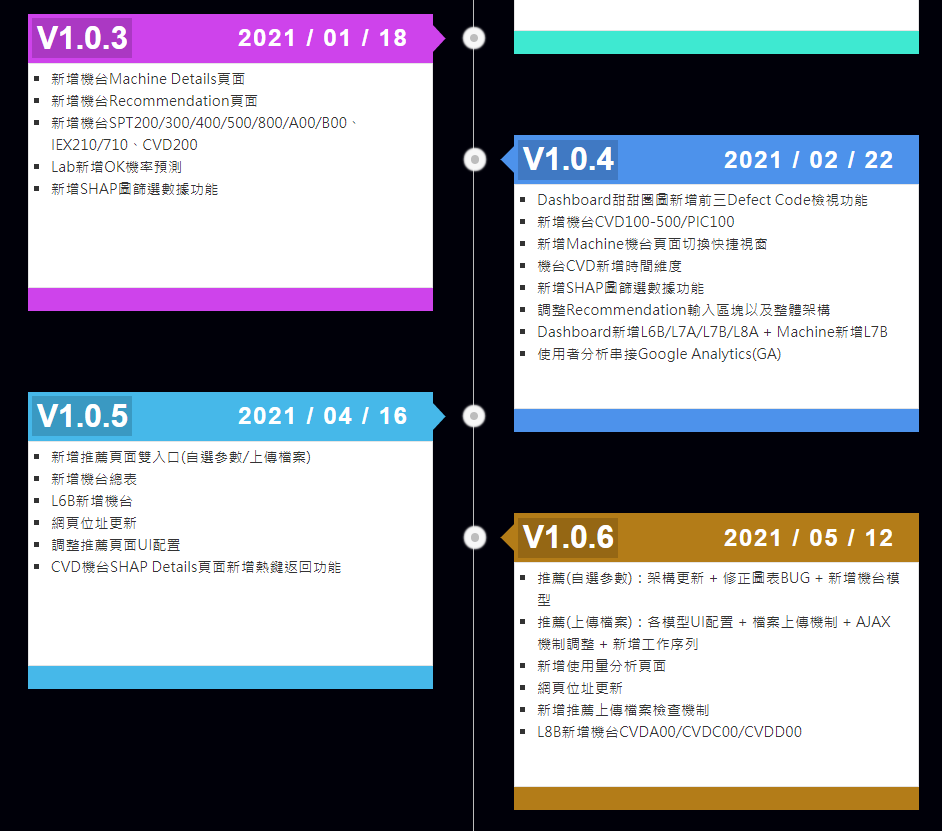 V1.0.3
2021 / 01 / 18
新增機台Machine Details頁面
新增機台Recommendation頁面
新增機台SPT200/300/400/500/800/A00/B00、
IEX210/710、CVD200
Lab新增OK機率預測
新增SHAP圖篩選數據功能
V1.0.4
2021 / 02 / 22
Dashboard甜甜圈圖新增前三Defect Code檢視功能
新增機台CVD100-500/PIC100
新增Machine機台頁面切換快捷視窗
機台CVD新增時間維度
新增SHAP圖篩選數據功能
調整Recommendation輸入區塊以及整體架構
Dashboard新增L6B/L7A/L7B/L8A + Machine新增L7B
使用者分析串接Google Analytics(GA)
V1.0.5
2021 / 04 / 16
新增推薦頁面雙入口(自選參數/上傳檔案)
新增機台總表
L6B新增機台
網頁位址更新
調整推薦頁面UI配置
CVD機台SHAP Details頁面新增熱鍵返回功能
V1.0.6
2021 / 05 / 12
推薦(自選參數)：架構更新 + 修正圖表BUG + 新增機台模
型
推薦(上傳檔案)：各模型UI配置 + 檔案上傳機制 + AJAX
機制調整 + 新增工作序列
新增使用量分析頁面
網頁位址更新
新增推薦上傳檔案檢查機制
L8B新增機台CVDA00/CVDC00/CVDD00